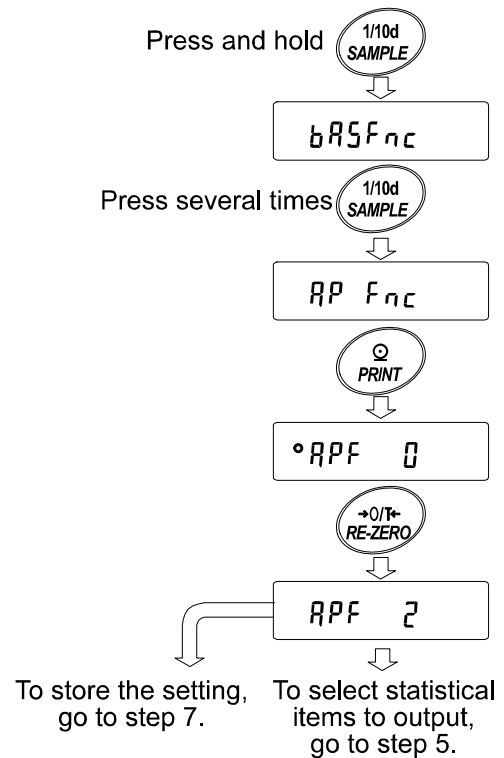 Press and hold
1/10d
SAMPLE
bASFnc
Press several times
1/10d
SAMPLE
AP Fnc
PRINT
APF 0
→0/T←
RE-ZERO
APF 2
To store the setting,
go to step 7.
To select statistical
items to output,
go to step 5.